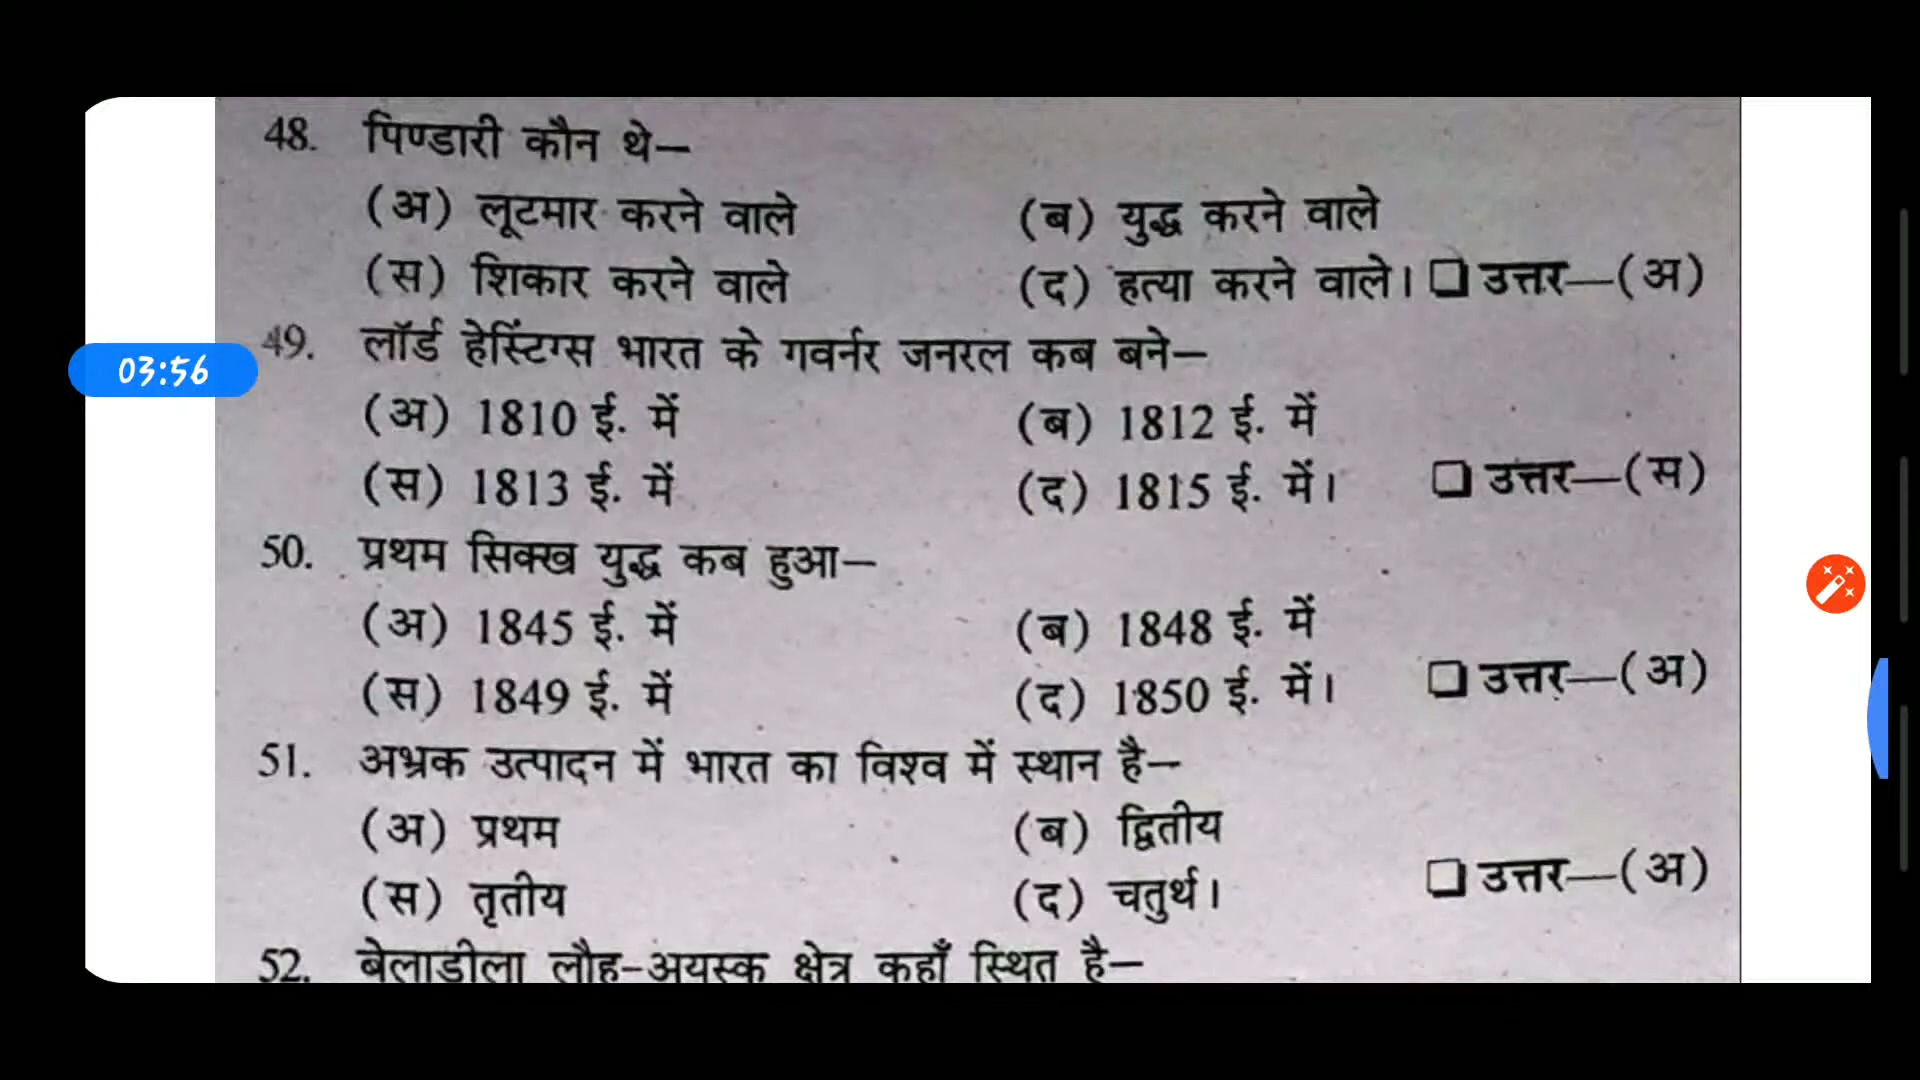 48. पिण्डारी कौन थे—
(अ) लूटमार करने वाले (ब) युद्ध करने वाले
(स) शिकार करने वाले (द) हत्या करने वाले। ❑ उत्तर—(अ)
49. लॉर्ड हेस्टिंग्स भारत के गवर्नर जनरल कब बने—
03:56
(अ) 1810 ई. में (ब) 1812 ई. में
(स) 1813 ई. में (द) 1815 ई. में। ❑ उत्तर—(स)
50. प्रथम सिक्ख युद्ध कब हुआ—
(अ) 1845 ई. में (ब) 1848 ई. में
(स) 1849 ई. में (द) 1850 ई. में। ❑ उत्तर—(अ)
51. अभ्रक उत्पादन में भारत का विश्व में स्थान है—
(अ) प्रथम (ब) द्वितीय
(स) तृतीय (द) चतुर्थ। ❑ उत्तर—(अ)
52. बेलाडीला लौह-अयस्क क्षेत्र कहाँ स्थित है—